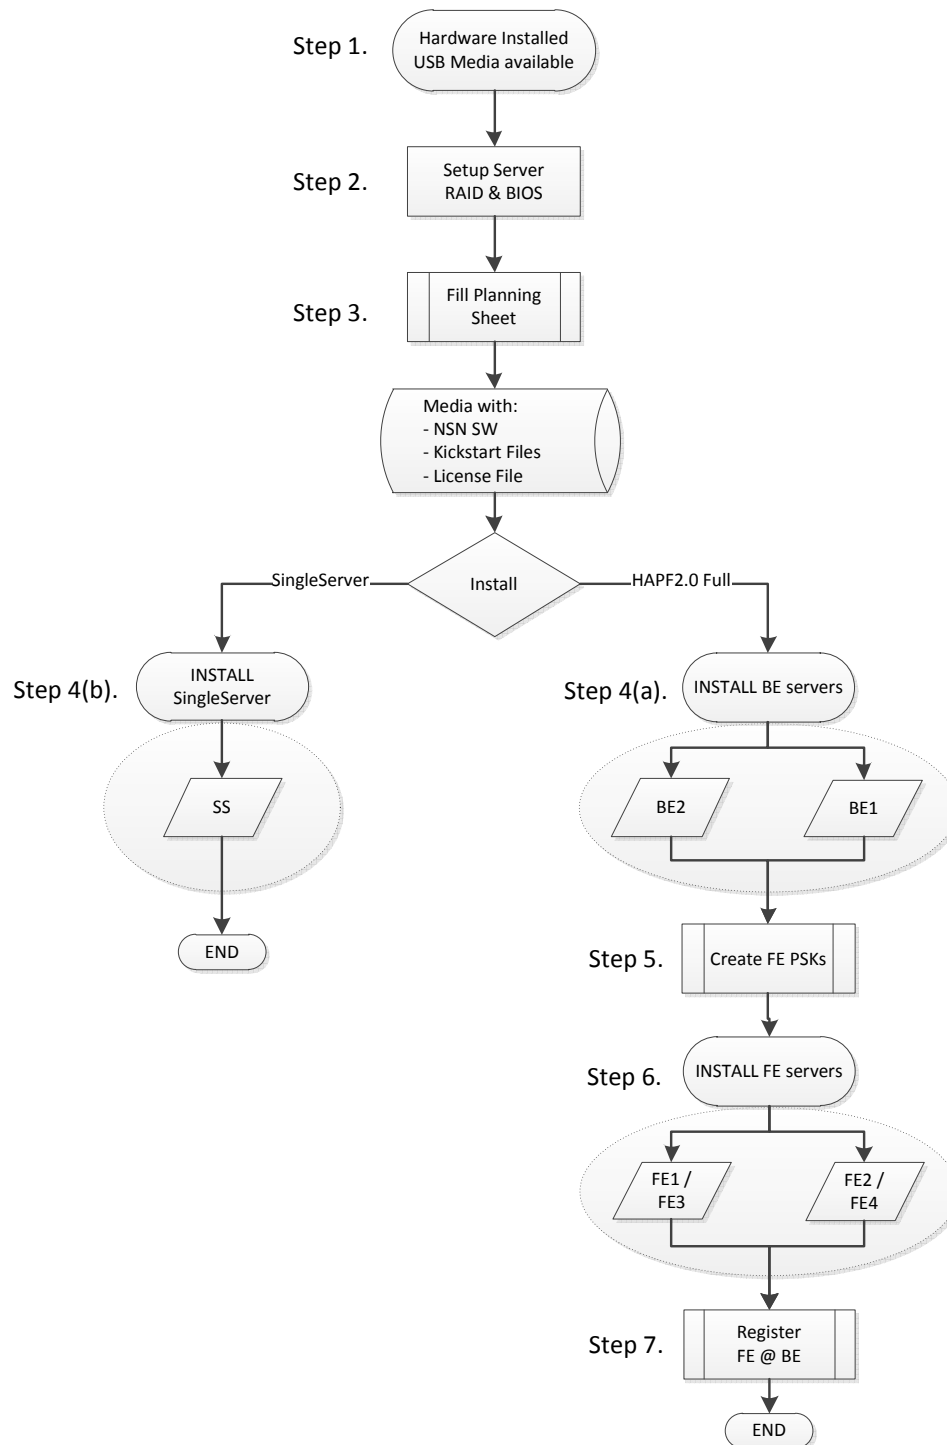 Step 1.
Hardware Installed
USB Media available
Step 2.
Setup Server
RAID & BIOS
Step 3.
Fill Planning
Sheet
Media with:
- NSN SW
- Kickstart Files
- License File
SingleServer
Install
HAPF2.0 Full
Step 4(b).
INSTALL
SingleServer
SS
END
Step 4(a).
INSTALL BE servers
BE2
BE1
Step 5.
Create FE PSKs
Step 6.
INSTALL FE servers
FE1 /
FE3
FE2 /
FE4
Step 7.
Register
FE @ BE
END